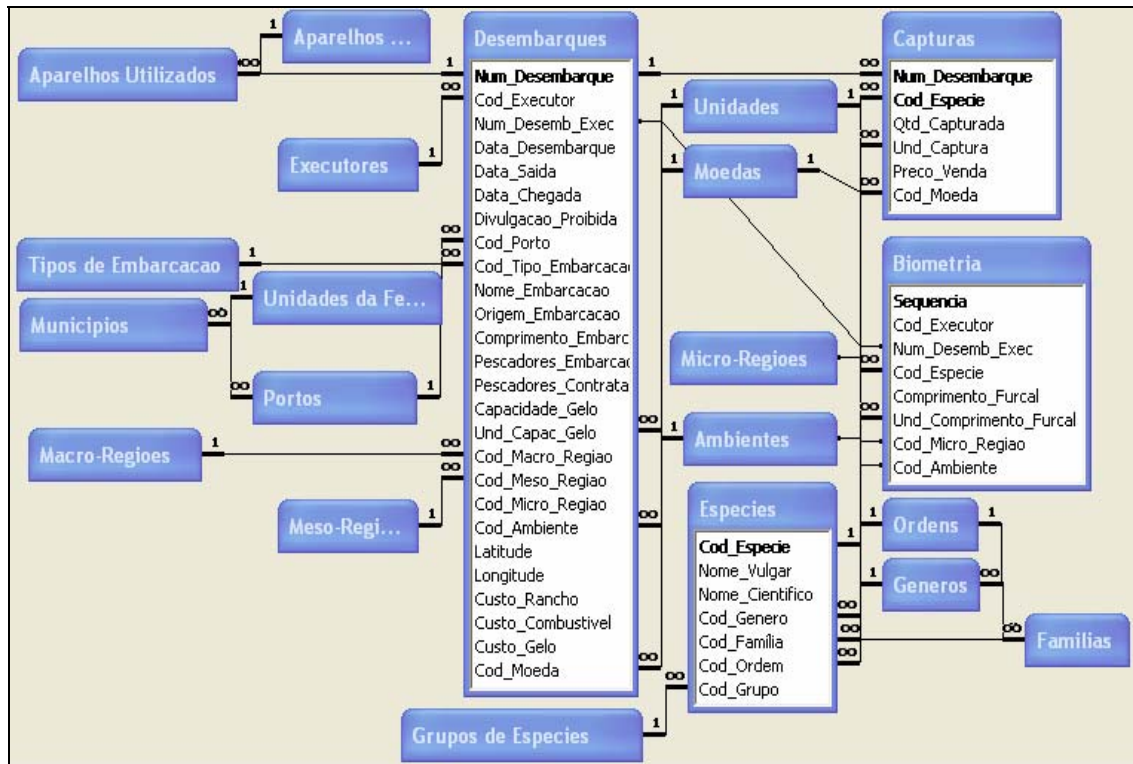 Aparelhos Utilizados
Aparelhos ...
Executores
Tipos de Embarcacao
Municipios
Unidades da Fe...
Portos
Macro-Regioes
Meso-Regi...
Desembarques
Num_Desembarque
Cod_Executor
Num_Desemb_Exec
Data_Desembarque
Data_Saida
Data_Chegada
Divulgacao_Proibida
Cod_Porto
Cod_Tipo_Embarcacao
Nome_Embarcacao
Origem_Embarcacao
Comprimento_Embarc
Pescadores_Embarcad
Pescadores_Contrata
Capacidade_Gelo
Und_Capac_Gelo
Cod_Macro_Regiao
Cod_Meso_Regiao
Cod_Micro_Regiao
Cod_Ambiente
Latitude
Longitude
Custo_Rancho
Custo_Combustivel
Custo_Gelo
Cod_Moeda
Unidades
Moedas
Micro-Regioes
Ambientes
Capturas
Num_Desembarque
Cod_Especie
Qtd_Capturada
Und_Captura
Preco_Venda
Cod_Moeda
Biometria
Sequencia
Cod_Executor
Num_Desemb_Exec
Cod_Especie
Comprimento_Furcal
Und_Comprimento_Furcal
Cod_Micro_Regiao
Cod_Ambiente
Especies
Cod_Especie
Nome_Vulgar
Nome_Cientifico
Cod_Genero
Cod_Família
Cod_Ordem
Cod_Grupo
Ordens
Generos
Familias
Grupos de Especies